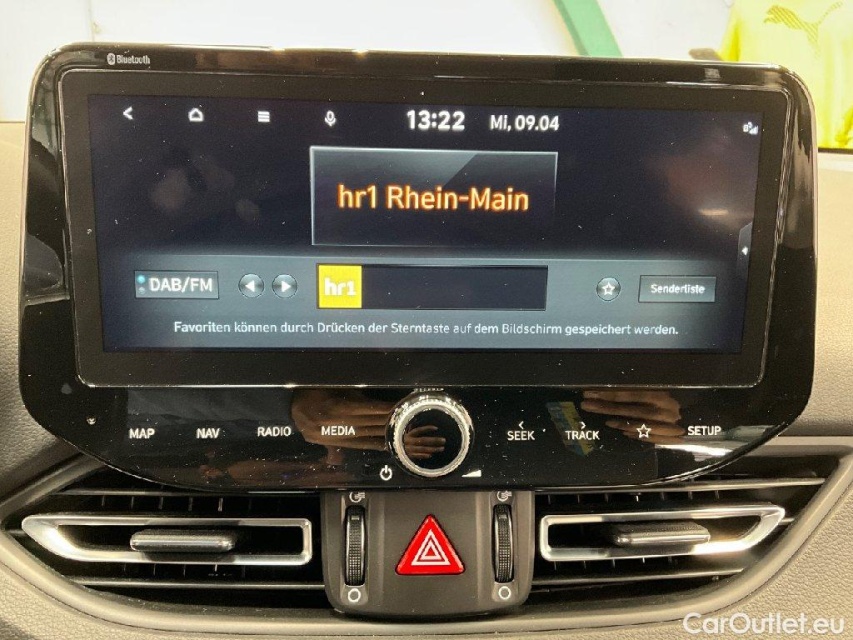 Bluetooth
13:22 Mi, 09.04
hr1 Rhein-Main
DAB/FM
hr1
Senderliste
Favoriten können durch Drücken der Sterntaste auf dem Bildschirm gespeichert werden.
MAP NAV RADIO MEDIA SEEK TRACK SETUP
CarOutlet.eu